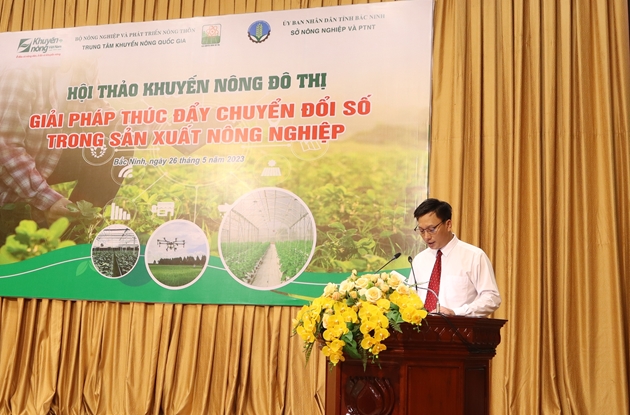 Khuyến
nông
SỞ NÔNG NGHIỆP VÀ PHÁT TRIỂN NÔNG THÔN
TRUNG TÂM KHUYẾN NÔNG QUỐC GIA
ỦY BAN NHÂN DÂN TỈNH BẮC NINH
SỞ NÔNG NGHIỆP VÀ PTNT
HỘI THẢO KHUYẾN NÔNG ĐÔ THỊ
GIẢI PHÁP THÚC ĐẨY CHUYỂN ĐỔI SỐ
TRONG SẢN XUẤT NÔNG NGHIỆP
Bắc Ninh, ngày 26 tháng 5 năm 2023